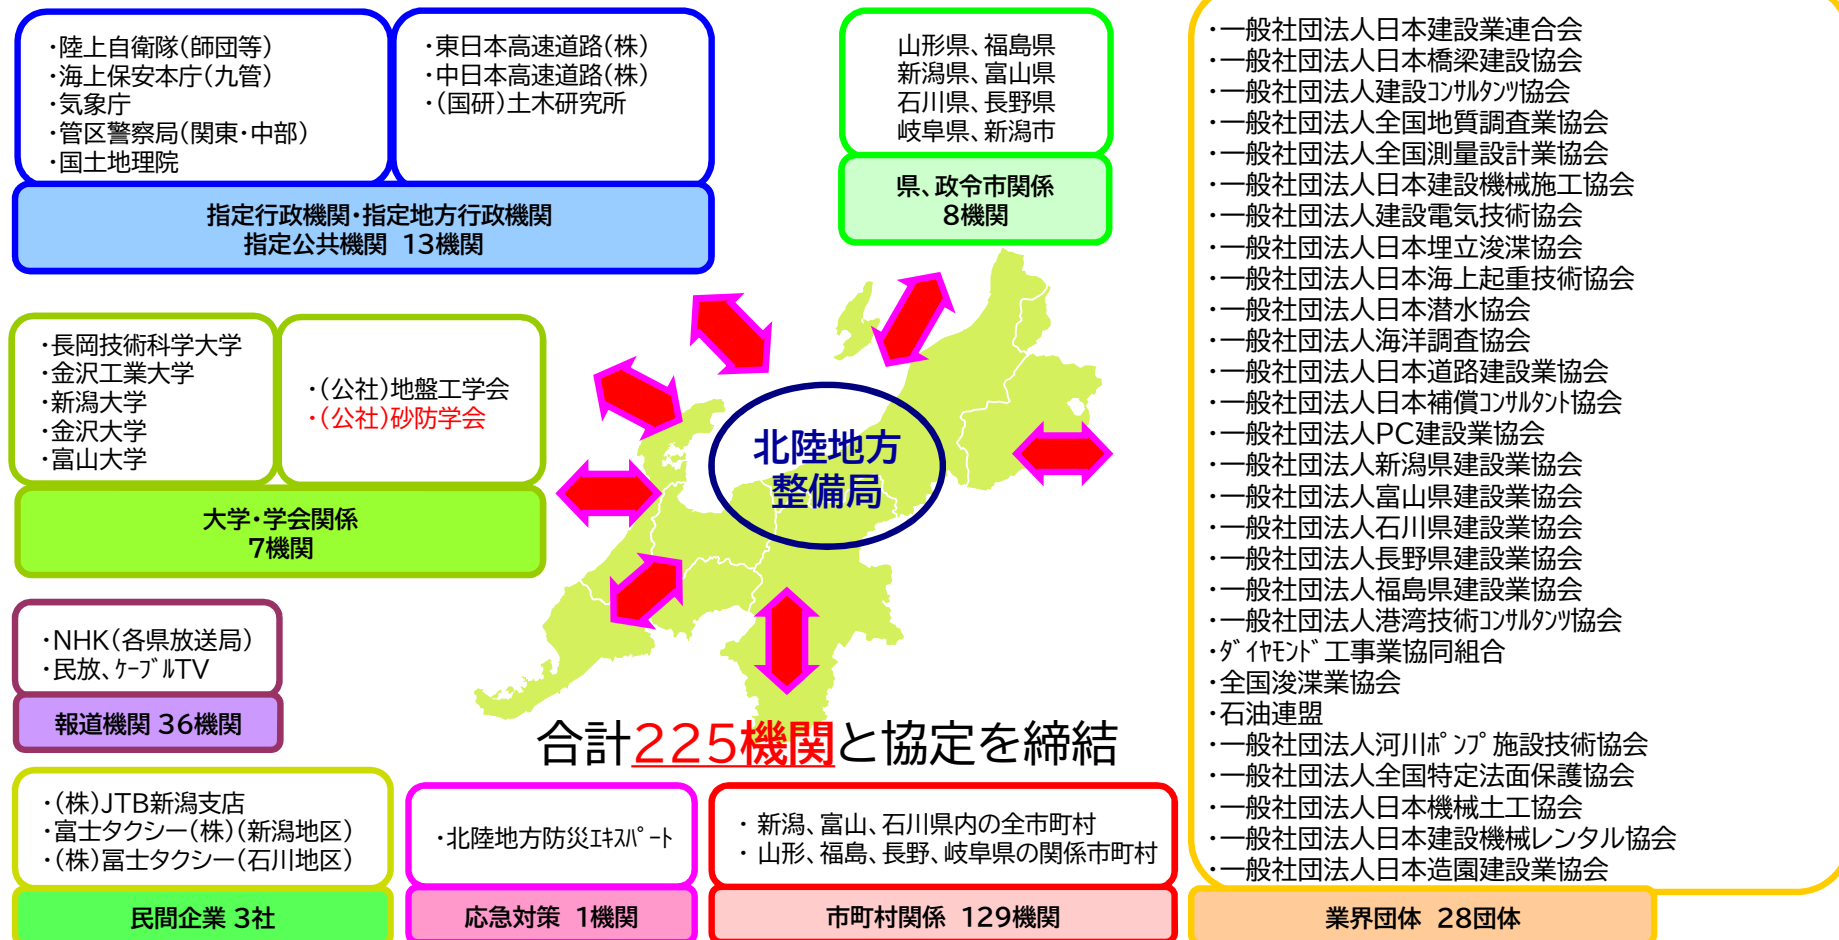 ・陸上自衛隊(師団等)
・海上保安本庁(九管)
・気象庁
・管区警察局(関東・中部)
・国土地理院
・東日本高速道路(株)
・中日本高速道路(株)
・(国研)土木研究所
指定行政機関・指定地方行政機関
指定公共機関 13機関
山形県、福島県
新潟県、富山県
石川県、長野県
岐阜県、新潟市
県、政令市関係
8機関
・長岡技術科学大学
・金沢工業大学
・新潟大学
・金沢大学
・富山大学
・(公社)地盤工学会
・(公社)砂防学会
大学・学会関係
7機関
北陸地方
整備局
・NHK(各県放送局)
・民放、ケーブルTV
報道機関 36機関
合計225機関と協定を締結
・(株)JTB新潟支店
・富士タクシー(株)(新潟地区)
・(株)冨士タクシー(石川地区)
民間企業 3社
・北陸地方防災エキスパート
応急対策 1機関
・ 新潟、富山、石川県内の全市町村
・ 山形、福島、長野、岐阜県の関係市町村
市町村関係 129機関
・一般社団法人日本建設業連合会
・一般社団法人日本橋梁建設協会
・一般社団法人建設コンサルタンツ協会
・一般社団法人全国地質調査業協会
・一般社団法人全国測量設計業協会
・一般社団法人日本建設機械施工協会
・一般社団法人建設電気技術協会
・一般社団法人日本埋立浚渫協会
・一般社団法人日本海上起重技術協会
・一般社団法人日本潜水協会
・一般社団法人海洋調査協会
・一般社団法人日本道路建設業協会
・一般社団法人日本補償コンサルタント協会
・一般社団法人PC建設業協会
・一般社団法人新潟県建設業協会
・一般社団法人富山県建設業協会
・一般社団法人石川県建設業協会
・一般社団法人長野県建設業協会
・一般社団法人福島県建設業協会
・一般社団法人港湾技術コンサルタンツ協会
・ダイヤモンド工事業協同組合
・全国浚渫業協会
・石油連盟
・一般社団法人河川ポンプ施設技術協会
・一般社団法人全国特定法面保護協会
・一般社団法人日本機械土工協会
・一般社団法人日本建設機械レンタル協会
・一般社団法人日本造園建設業協会
業界団体 28団体